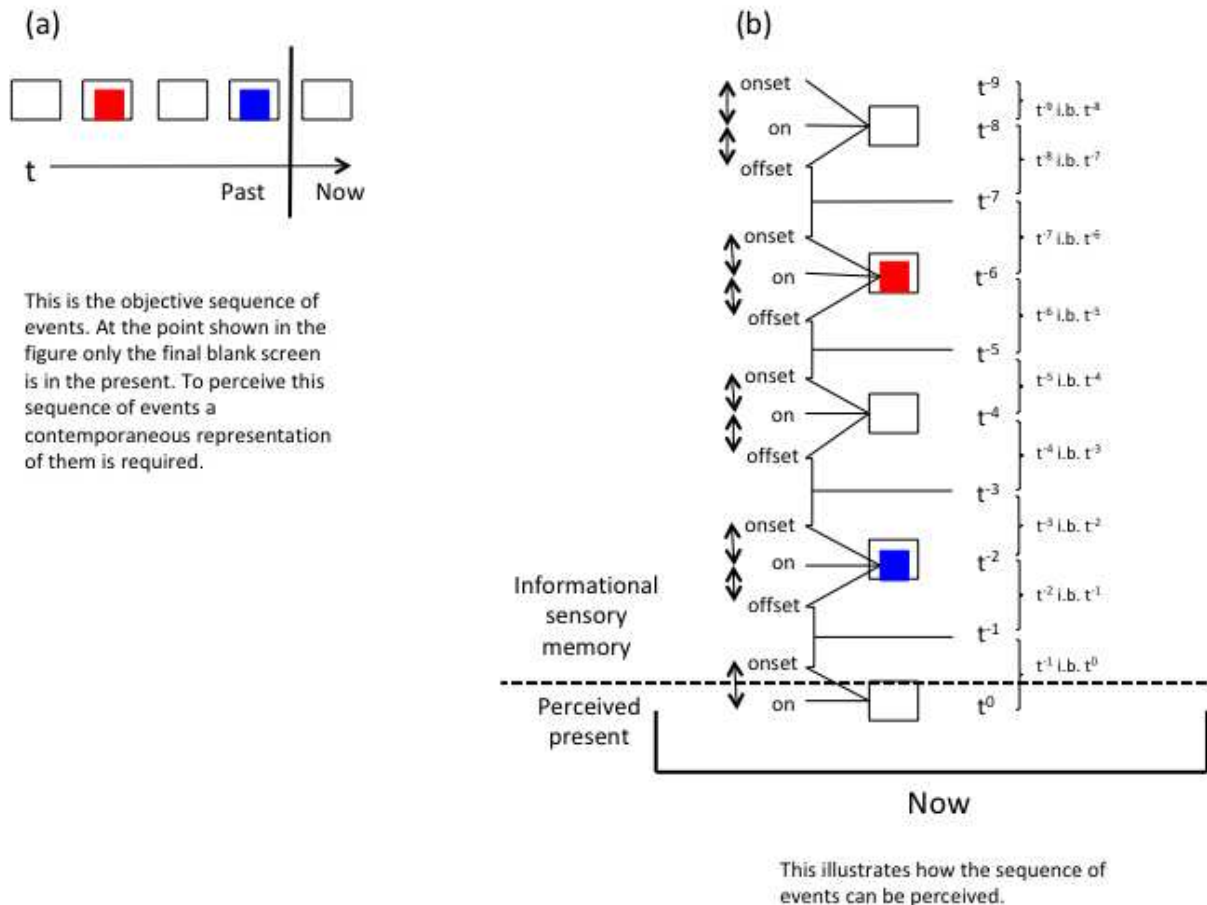 (a)
t
Past
Now
This is the objective sequence of
events. At the point shown in the
figure only the final blank screen
is in the present. To perceive this
sequence of events a
contemporaneous representation
of them is required.
(b)
onset
t⁻⁹
t⁻⁹ i.b. t⁻⁸
on
t⁻⁸
t⁻⁸ i.b. t⁻⁷
offset
t⁻⁷
onset
t⁻⁷ i.b. t⁻⁶
on
t⁻⁶
t⁻⁶ i.b. t⁻⁵
offset
t⁻⁵
onset
t⁻⁵ i.b. t⁻⁴
on
t⁻⁴
t⁻⁴ i.b. t⁻³
offset
t⁻³
onset
t⁻³ i.b. t⁻²
on
t⁻²
t⁻² i.b. t⁻¹
offset
t⁻¹
onset
t⁻¹ i.b. t⁰
on
t⁰
Informational
sensory
memory
Perceived
present
Now
This illustrates how the sequence of
events can be perceived.